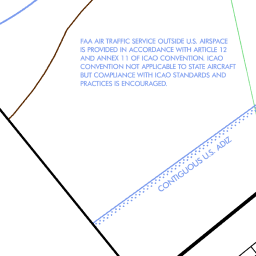 FAA AIR TRAFFIC SERVICE OUTSIDE U.S. AIRSPACE
IS PROVIDED IN ACCORDANCE WITH ARTICLE 12
AND ANNEX 11 OF ICAO CONVENTION. ICAO
CONVENTION NOT APPLICABLE TO STATE AIRCRAFT
BUT COMPLIANCE WITH ICAO STANDARDS AND
PRACTICES IS ENCOURAGED.
CONTIGUOUS U.S. ADIZ